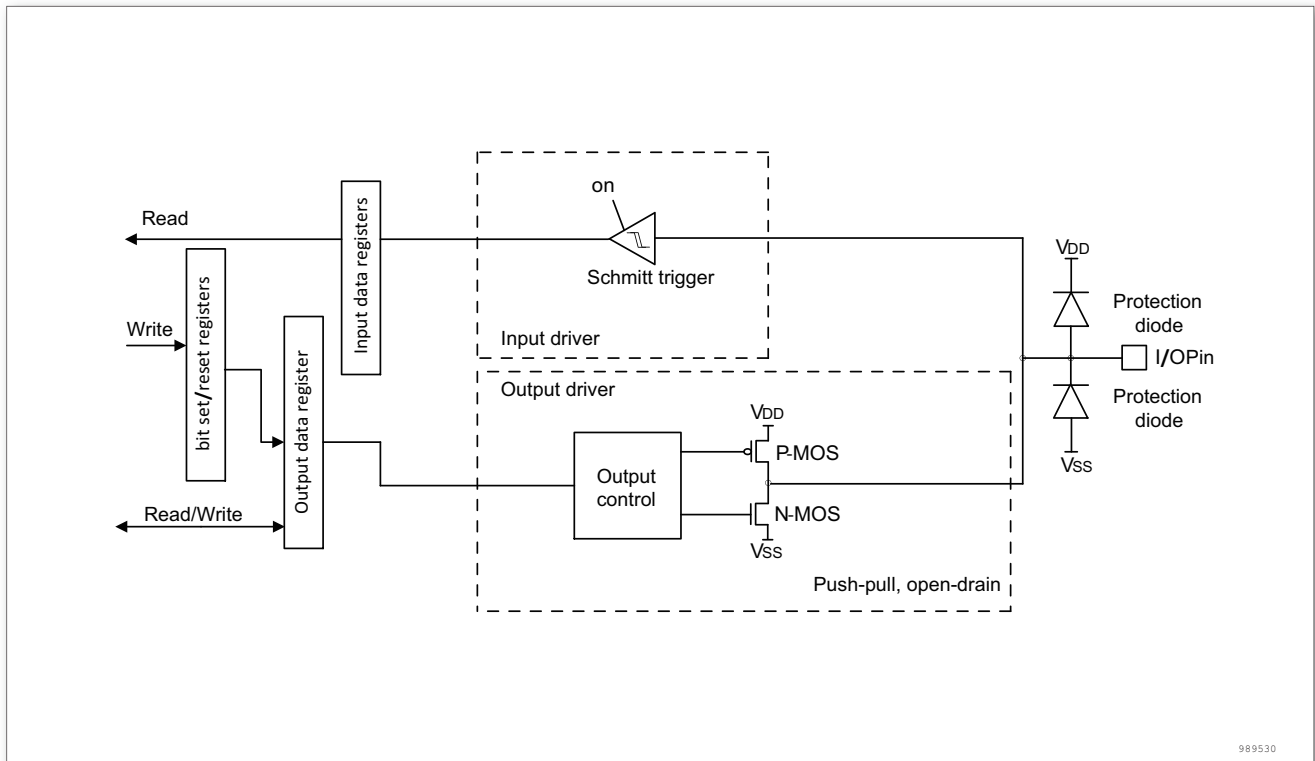 on
Read
Schmitt trigger
Input data registers
Input driver
Write
bit set/reset registers
Output data register
Read/Write
Output driver
VDD
P-MOS
Output
control
N-MOS
VSS
Push-pull, open-drain
VDD
Protection
diode
I/OPin
Protection
diode
VSS
989530